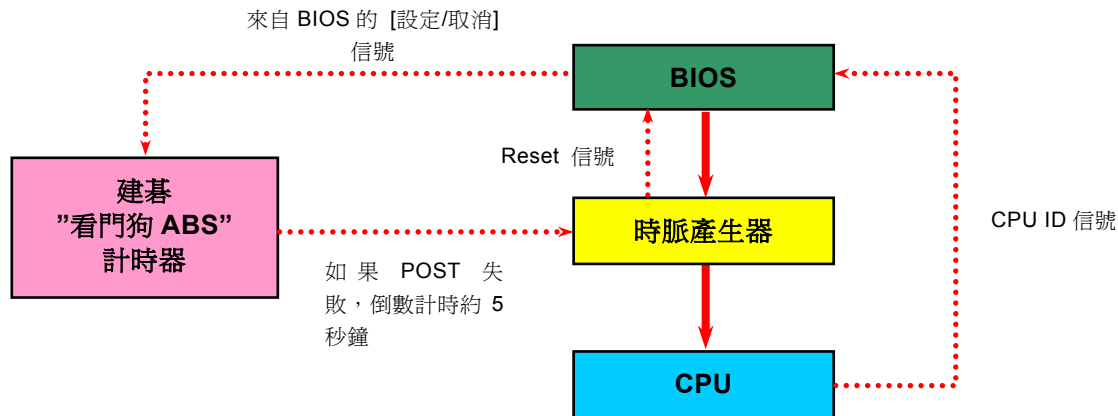 來自 BIOS 的 [設定/取消]
信號
BIOS
Reset 信號
建碁
”看門狗 ABS”
計時器
時脈產生器
CPU ID 信號
如果 POST 失
敗，倒數計時約 5
秒鐘
CPU